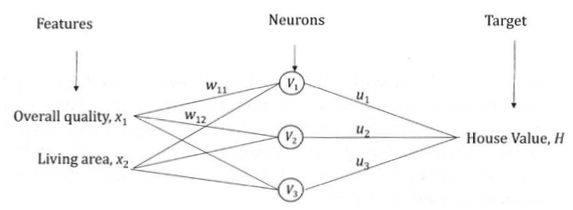 Features Neurons Target
w₁₁
V₁
w₁₂
u₁
Overall quality, x₁
V₂
u₂
House Value, H
Living area, x₂
u₃
V₃